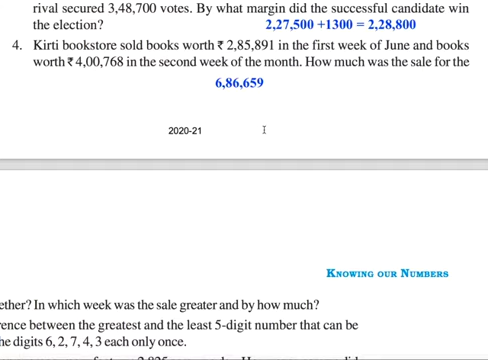 rival secured 3,48,700 votes. By what margin did the successful candidate win
the election? 2,27,500 +1300 = 2,28,800
4. Kirti bookstore sold books worth ₹ 2,85,891 in the first week of June and books
worth ₹ 4,00,768 in the second week of the month. How much was the sale for the
6,86,659
2020-21
KNOWING OUR NUMBERS
ether? In which week was the sale greater and by how much?
rence between the greatest and the least 5-digit number that can be
he digits 6, 2, 7, 4, 3 each only once.